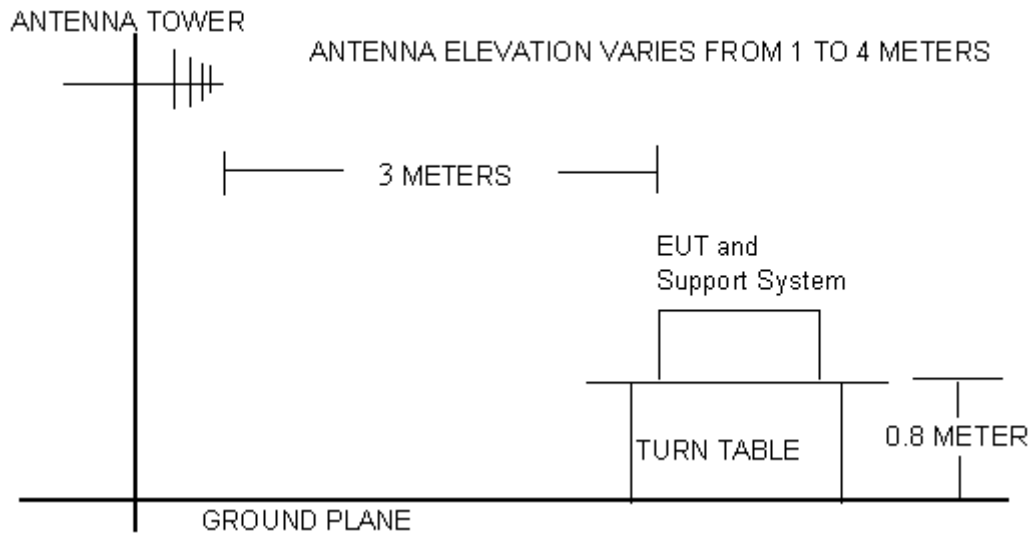 ANTENNA TOWER
ANTENNA ELEVATION VARIES FROM 1 TO 4 METERS
3 METERS
EUT and
Support System
TURN TABLE
0.8 METER
GROUND PLANE